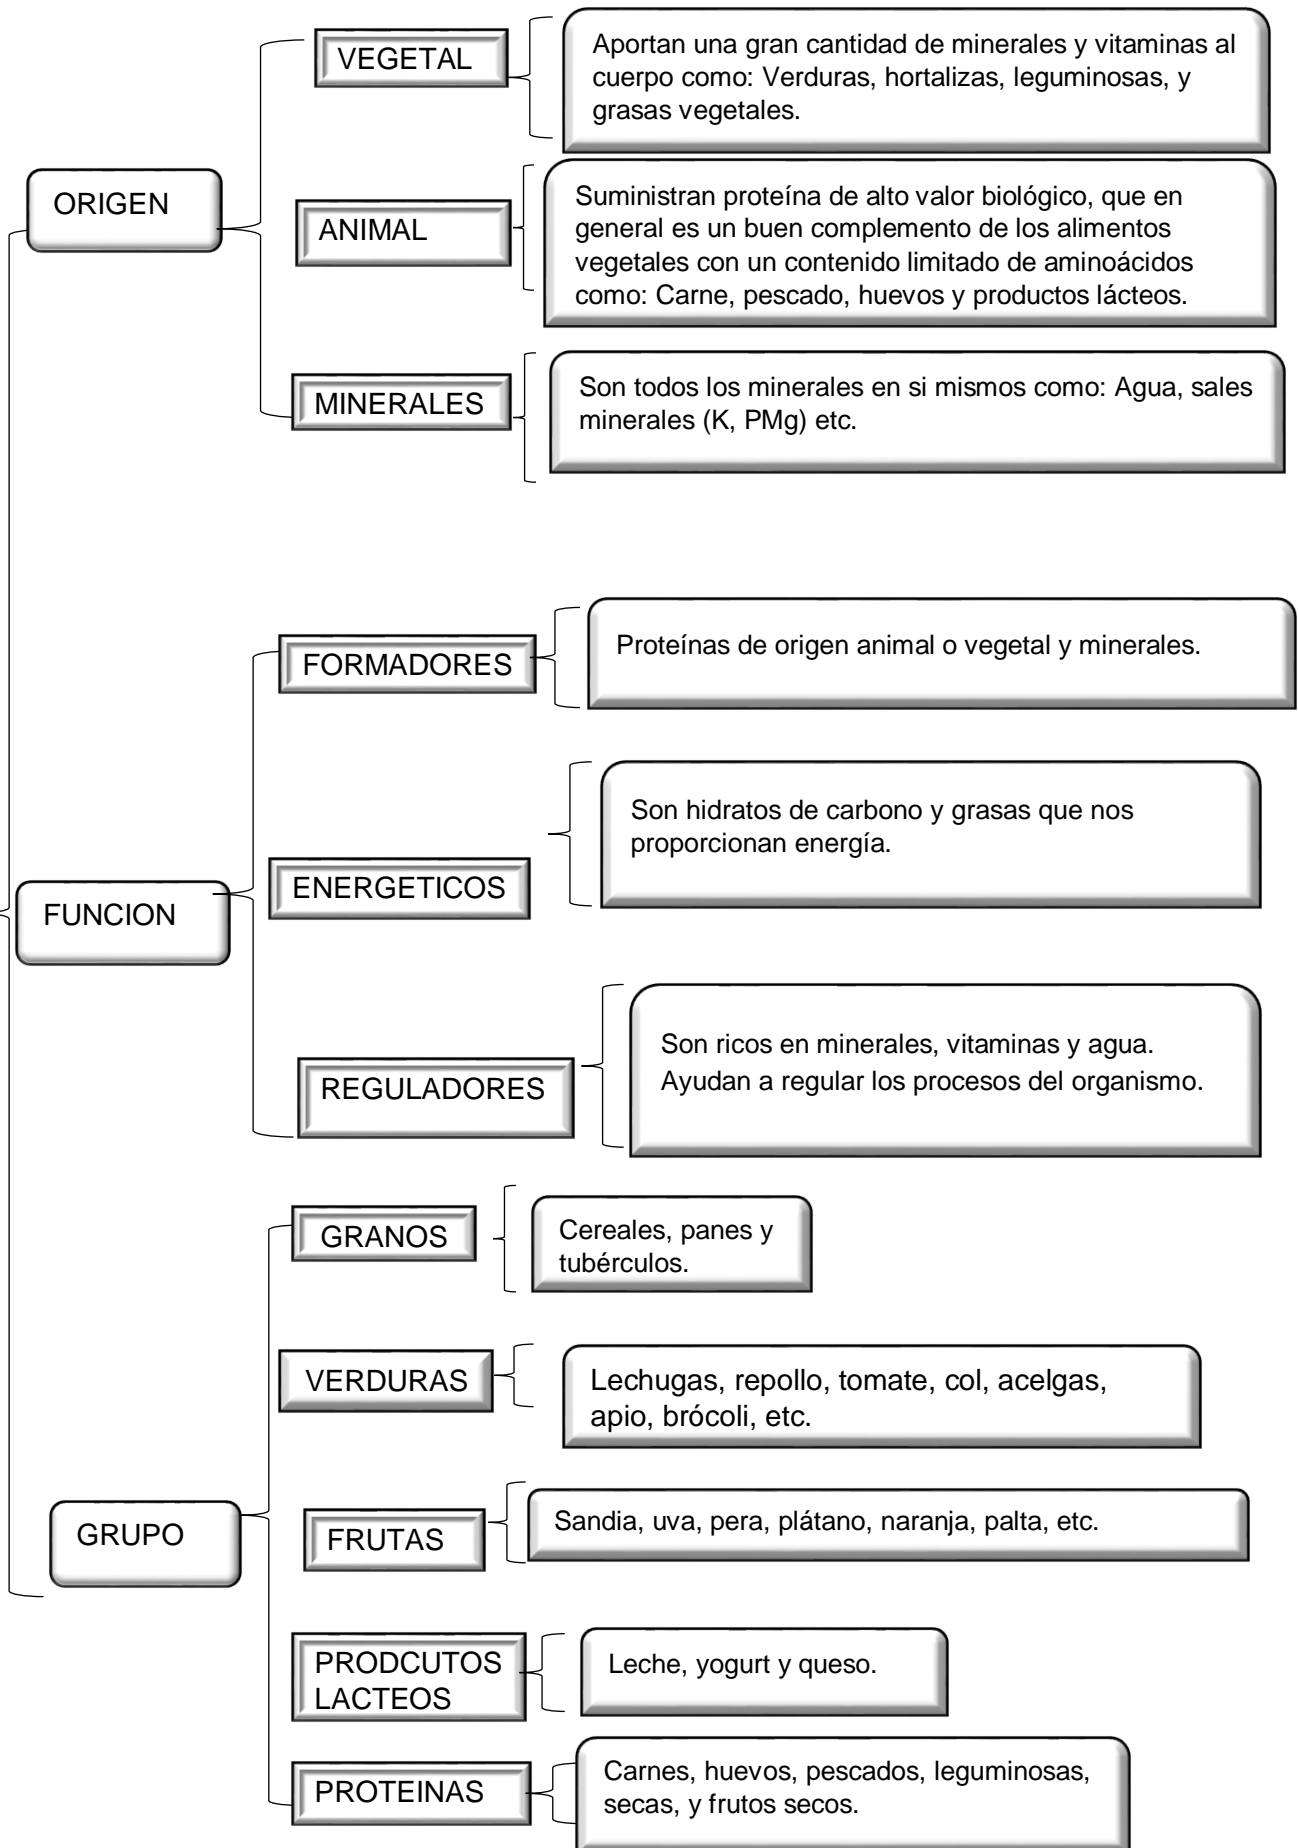 VEGETAL
Aportan una gran cantidad de minerales y vitaminas al
cuerpo como: Verduras, hortalizas, leguminosas, y
grasas vegetales.
ORIGEN
ANIMAL
Suministran proteína de alto valor biológico, que en
general es un buen complemento de los alimentos
vegetales con un contenido limitado de aminoácidos
como: Carne, pescado, huevos y productos lácteos.
MINERALES
Son todos los minerales en si mismos como: Agua, sales
minerales (K, PMg) etc.
FORMADORES
Proteínas de origen animal o vegetal y minerales.
FUNCION
ENERGETICOS
Son hidratos de carbono y grasas que nos
proporcionan energía.
REGULADORES
Son ricos en minerales, vitaminas y agua.
Ayudan a regular los procesos del organismo.
GRANOS
Cereales, panes y
tubérculos.
VERDURAS
Lechugas, repollo, tomate, col, acelgas,
apio, brócoli, etc.
GRUPO
FRUTAS
Sandia, uva, pera, plátano, naranja, palta, etc.
PRODCUTOS
LACTEOS
Leche, yogurt y queso.
PROTEINAS
Carnes, huevos, pescados, leguminosas,
secas, y frutos secos.